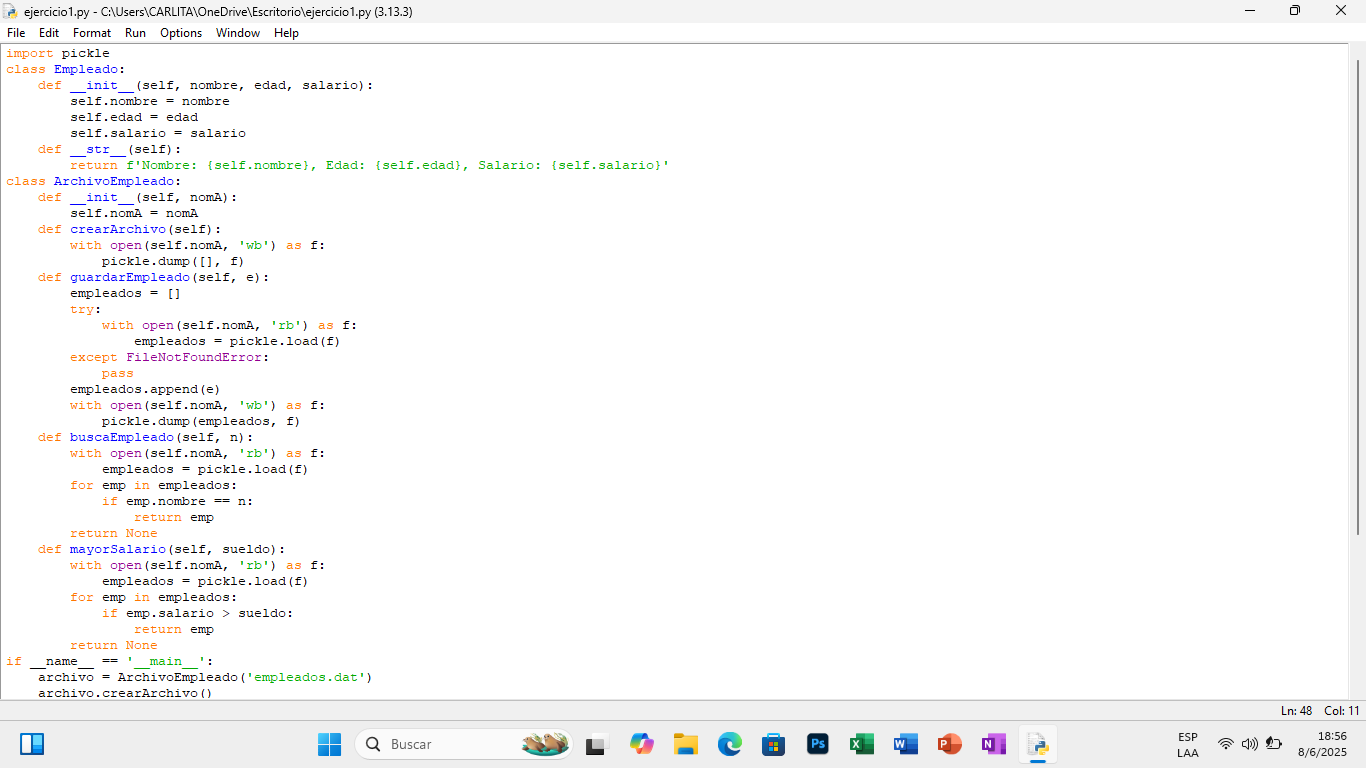 ejercicio1.py - C:\Users\CARLITA\OneDrive\Escritorio\ejercicio1.py (3.13.3)
File Edit Format Run Options Window Help
import pickle
class Empleado:
    def __init__(self, nombre, edad, salario):
        self.nombre = nombre
        self.edad = edad
        self.salario = salario
    def __str__(self):
        return f'Nombre: {self.nombre}, Edad: {self.edad}, Salario: {self.salario}'
class ArchivoEmpleado:
    def __init__(self, nomA):
        self.nomA = nomA
    def crearArchivo(self):
        with open(self.nomA, 'wb') as f:
            pickle.dump([], f)
    def guardarEmpleado(self, e):
        empleados = []
        try:
            with open(self.nomA, 'rb') as f:
                empleados = pickle.load(f)
        except FileNotFoundError:
            pass
        empleados.append(e)
        with open(self.nomA, 'wb') as f:
            pickle.dump(empleados, f)
    def buscaEmpleado(self, n):
        with open(self.nomA, 'rb') as f:
            empleados = pickle.load(f)
        for emp in empleados:
            if emp.nombre == n:
                return emp
        return None
    def mayorSalario(self, sueldo):
        with open(self.nomA, 'rb') as f:
            empleados = pickle.load(f)
        for emp in empleados:
            if emp.salario > sueldo:
                return emp
        return None
if __name__ == '__main__':
    archivo = ArchivoEmpleado('empleados.dat')
    archivo.crearArchivo()
Ln: 48 Col: 11
Buscar
Ps
X
W
P
N
ESP
LAA
18:56
8/6/2025